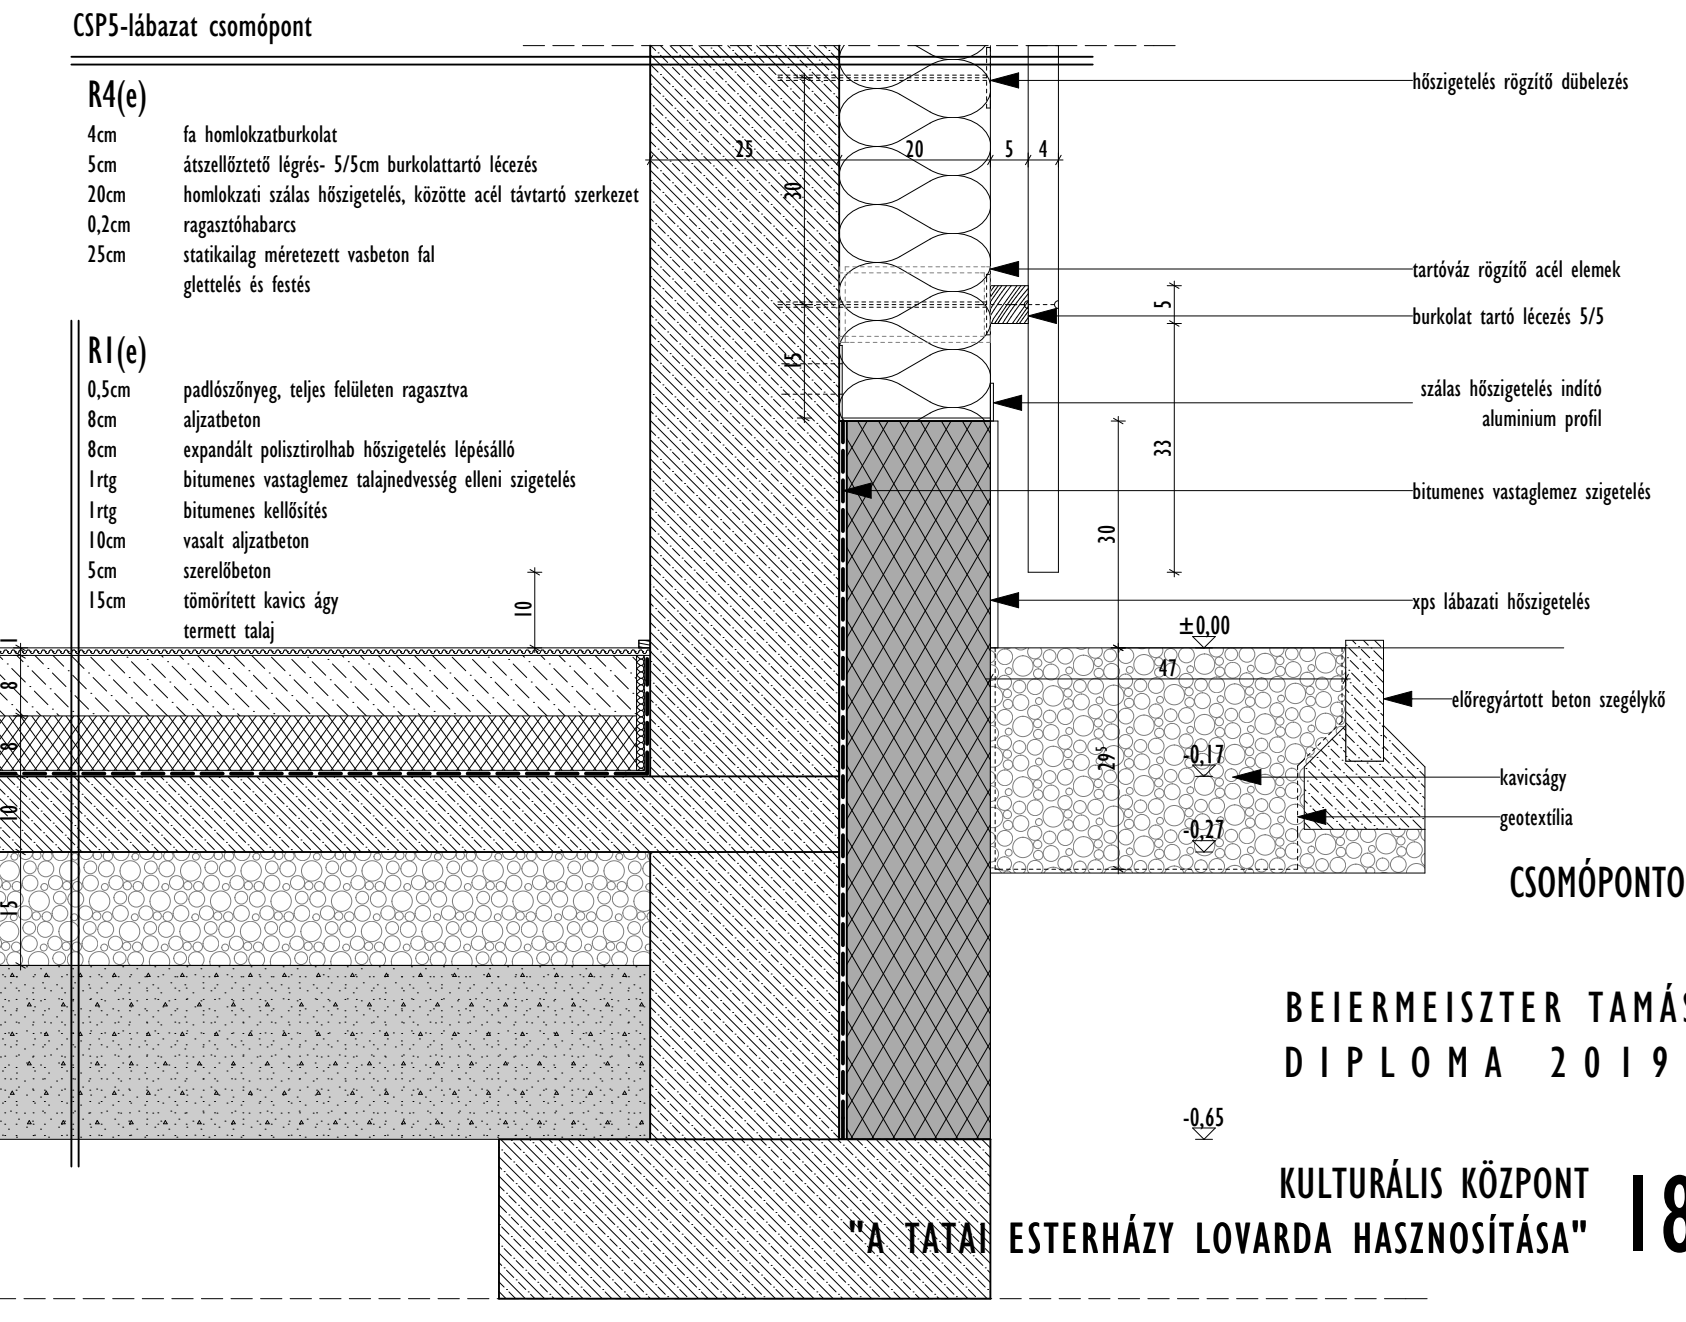 CSP5-lábazat csomópont
R4(e)
4cm fa homlokzatburkolat
5cm átszellőztető légrés- 5/5cm burkolattartó lécezés
20cm homlokzati szálas hőszigetelés, közötte acél távtartó szerkezet
0,2cm ragasztóhabarcs
25cm statikailag méretezett vasbeton fal
glettelés és festés
R1(e)
0,5cm padlószőnyeg, teljes felületen ragasztva
8cm aljzatbeton
8cm expandált polisztirolhab hőszigetelés lépésálló
1rtg bitumenes vastaglemez talajnedvesség elleni szigetelés
1rtg bitumenes kellősítés
10cm vasalt aljzatbeton
5cm szerelőbeton
15cm tömörített kavics ágy
termett talaj
10
1
8
8
10
15
25
20
5
4
30
15
hőszigetelés rögzítő dübelezés
tartóváz rögzítő acél elemek
5
burkolat tartó lécezés 5/5
szálas hőszigetelés indító
aluminium profil
33
bitumenes vastaglemez szigetelés
30
xps lábazati hőszigetelés
±0,00
47
előregyártott beton szegélykő
29⁵
-0,17
kavicságy
geotextília
-0,27
CSOMÓPONTO
BEIERMEISZTER TAMÁS
DIPLOMA 2019
-0,65
KULTURÁLIS KÖZPONT
"A TATAI ESTERHÁZY LOVARDA HASZNOSÍTÁSA"
18